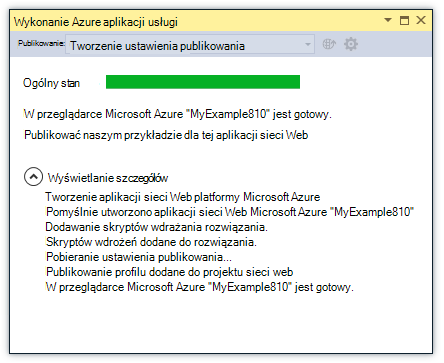 Wykonanie Azure aplikacji usługi
Publikowanie: Tworzenie ustawienia publikowania
Ogólny stan
W przeglądarce Microsoft Azure "MyExample810" jest gotowy.
Publikować naszym przykładzie dla tej aplikacji sieci Web
Wyświetlanie szczegółów
Tworzenie aplikacji sieci Web platformy Microsoft Azure
Pomyślnie utworzono aplikacji sieci Web Microsoft Azure "MyExample810"
Dodawanie skryptów wdrażania rozwiązania.
Skryptów wdrożeń dodane do rozwiązania.
Pobieranie ustawienia publikowania...
Publikowanie profilu dodane do projektu sieci web
W przeglądarce Microsoft Azure "MyExample810" jest gotowy.